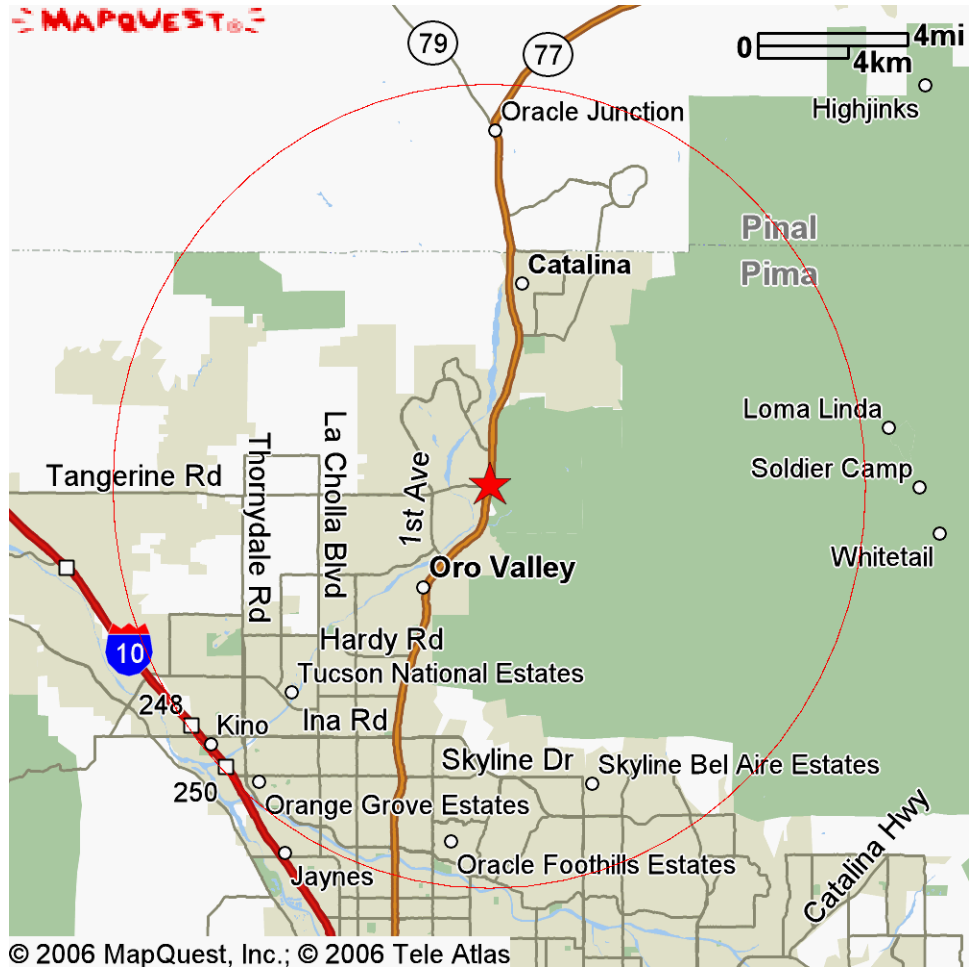 MAPQUEST®
79
77
0
4mi
4km
Highjinks
Oracle Junction
Pinal
Catalina
Pima
Loma Linda
La Cholla Blvd
Thornydale Rd
Tangerine Rd
1st Ave
Soldier Camp
Whitetail
Oro Valley
Hardy Rd
10
Tucson National Estates
248
Kino
Ina Rd
Skyline Dr
Skyline Bel Aire Estates
250
Orange Grove Estates
Oracle Foothills Estates
Catalina Hwy
Jaynes
© 2006 MapQuest, Inc.; © 2006 Tele Atlas